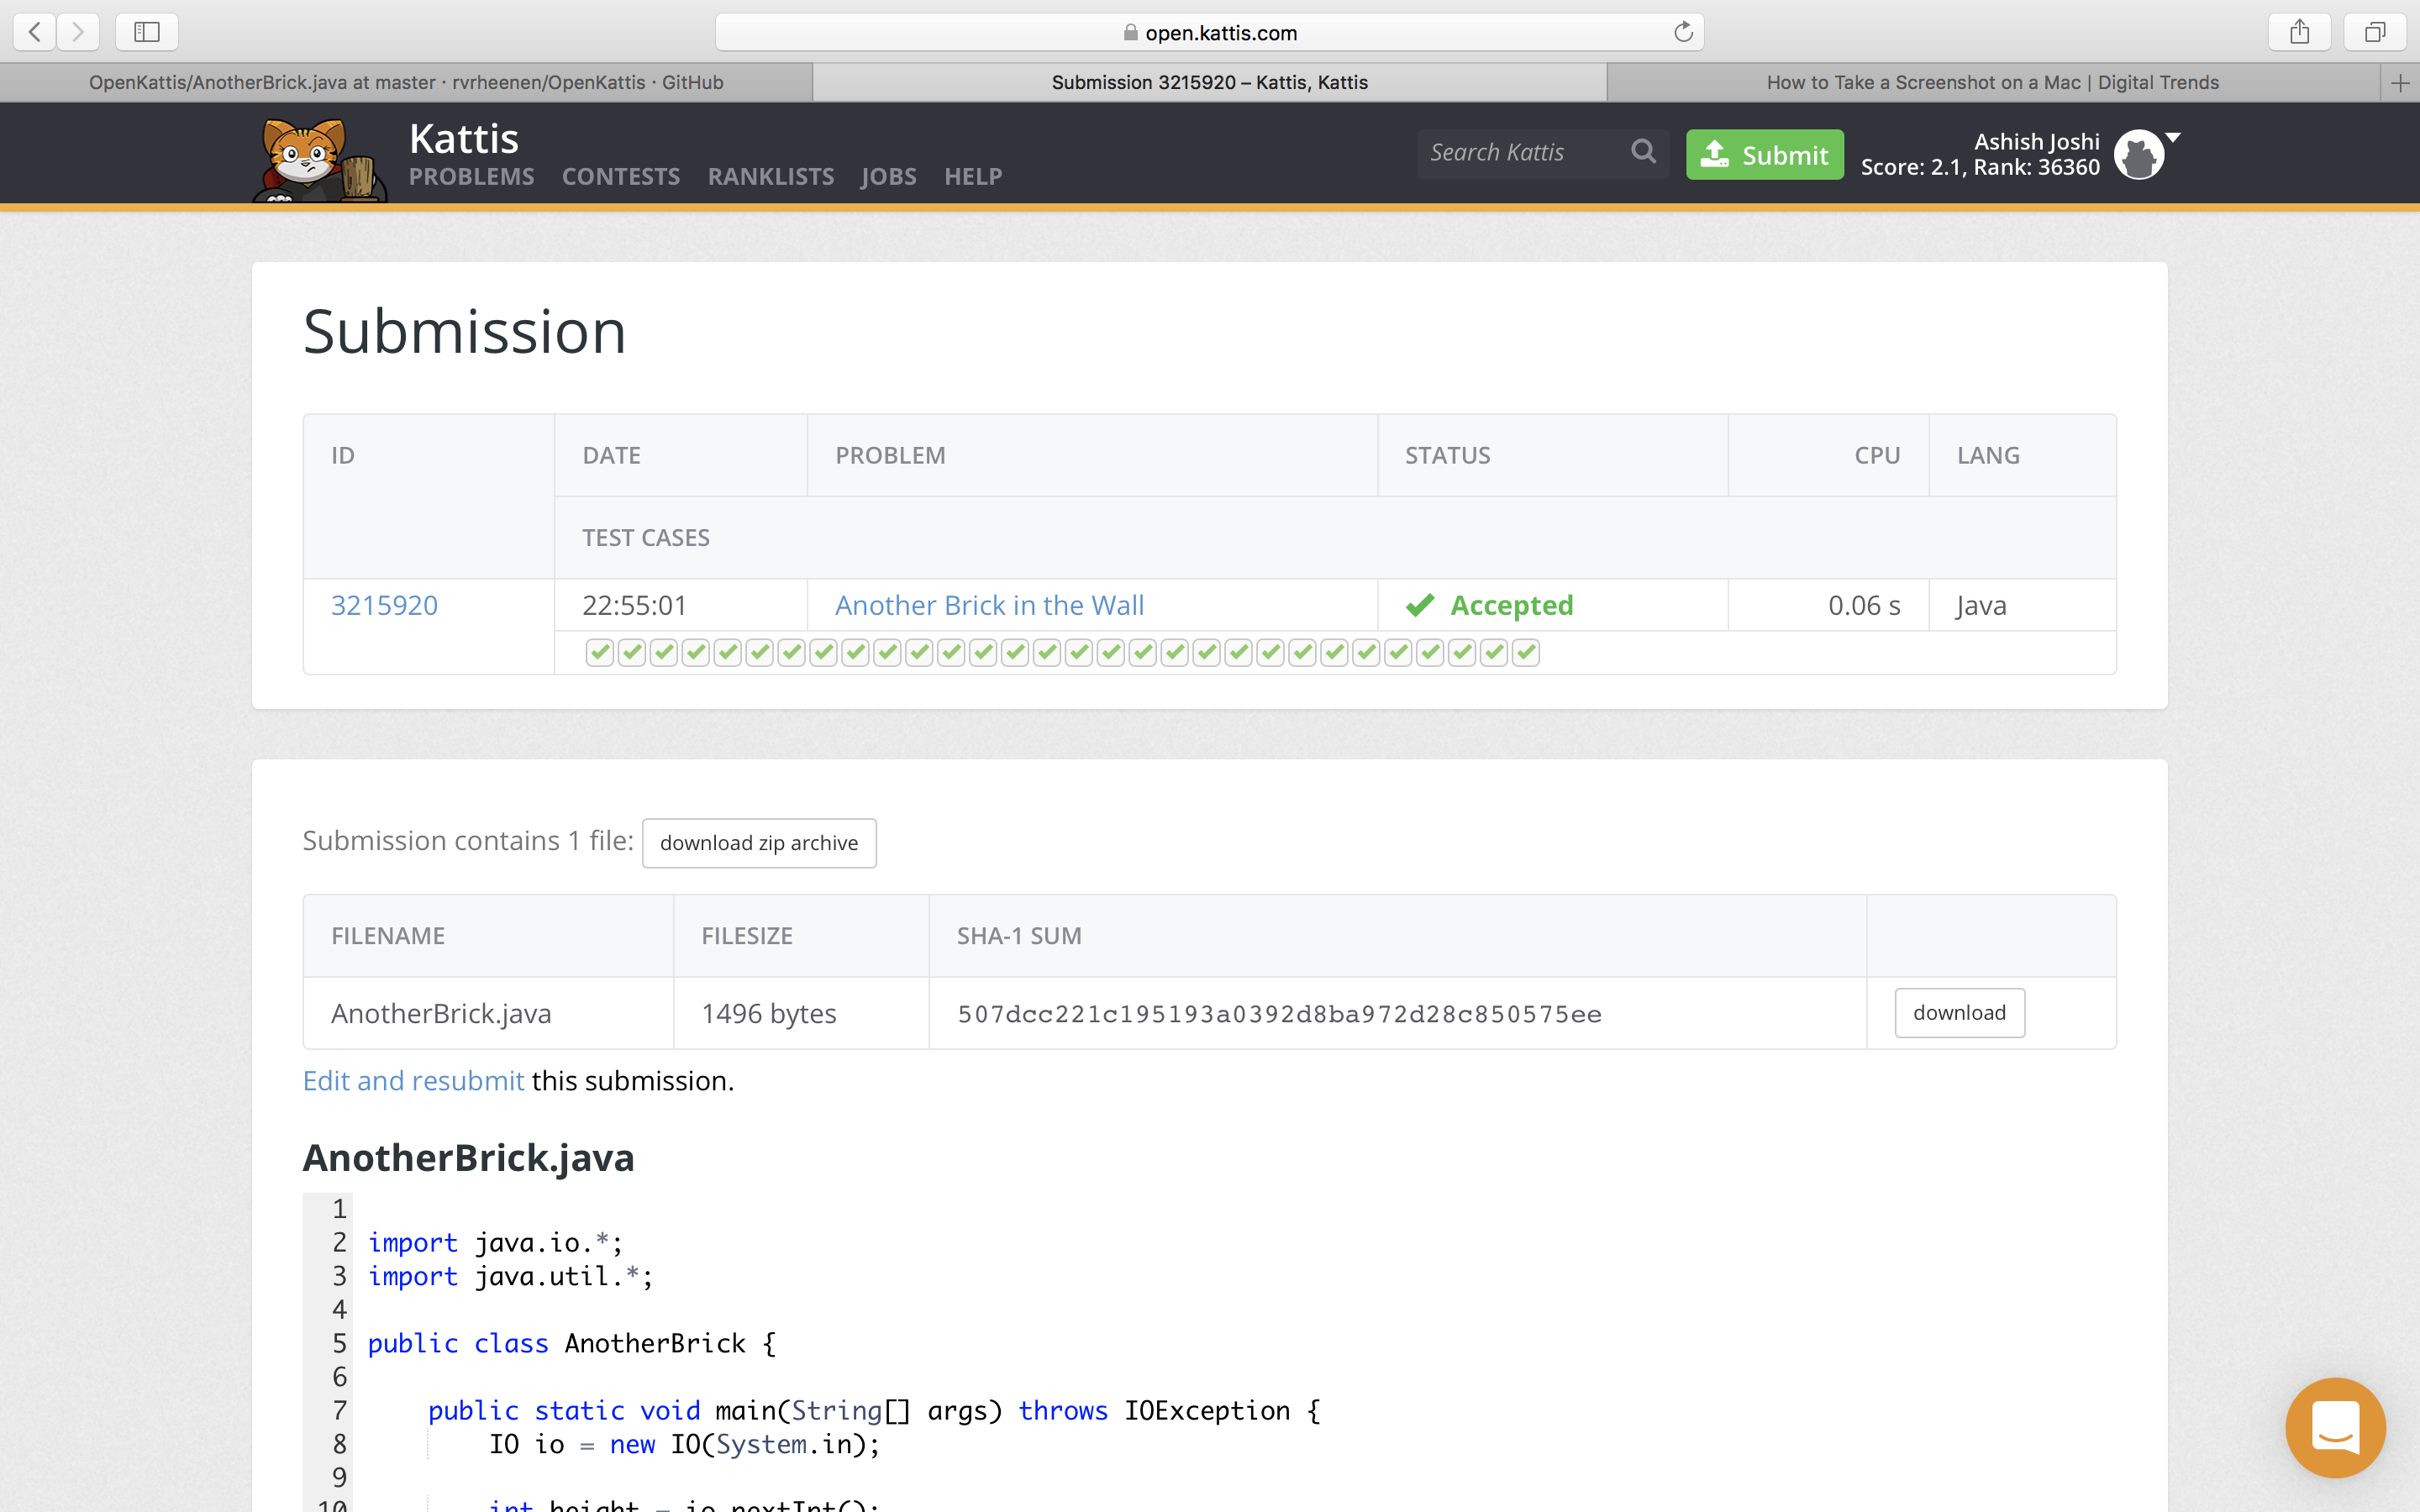 open.kattis.com
OpenKattis/AnotherBrick.java at master · rvrheenen/OpenKattis · GitHub
Submission 3215920 – Kattis, Kattis
How to Take a Screenshot on a Mac | Digital Trends
Kattis
PROBLEMS CONTESTS RANKLISTS JOBS HELP
Search Kattis
Submit
Ashish Joshi
Score: 2.1, Rank: 36360
Submission
ID DATE PROBLEM STATUS CPU LANG
TEST CASES
3215920 22:55:01 Another Brick in the Wall Accepted 0.06 s Java
Submission contains 1 file: download zip archive
FILENAME FILESIZE SHA-1 SUM
AnotherBrick.java 1496 bytes 507dcc221c195193a0392d8ba972d28c850575ee download
Edit and resubmit this submission.
AnotherBrick.java
1
2 import java.io.*;
3 import java.util.*;
4
5 public class AnotherBrick {
6
7 public static void main(String[] args) throws IOException {
8 IO io = new IO(System.in);
9
10 int height = io.nextInt();